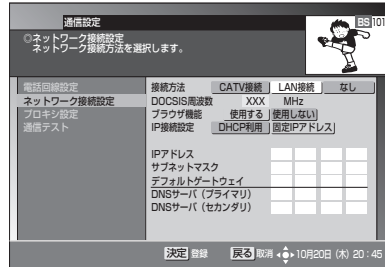 通信設定
BS 101
◎ネットワーク接続設定
ネットワーク接続方法を選択します。
電話回線設定
ネットワーク接続設定
プロキシ設定
通信テスト
接続方法 CATV接続 LAN接続 なし
DOCSIS周波数 XXX MHz
ブラウザ機能 使用する 使用しない
IP接続設定 DHCP利用 固定IPアドレス
IPアドレス
サブネットマスク
デフォルトゲートウェイ
DNSサーバ（プライマリ）
DNSサーバ（セカンダリ）
決定 登録 戻る 取消 10月20日 (木) 20：45